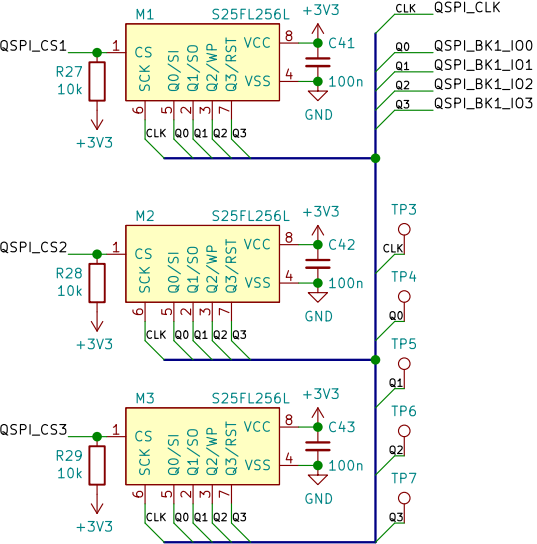 CLK QSPI_CLK
M1 S25FL256L +3V3
QSPI_CS1 1 CS VCC 8 C41
Q0 QSPI_BK1_IO0
Q1 QSPI_BK1_IO1
Q2 QSPI_BK1_IO2
Q3 QSPI_BK1_IO3
R27 10k
SCK Q0/SI Q1/SO Q2/WP Q3/RST
VSS 4 100n
GND
6 5 2 3 7
+3V3
CLK Q0 Q1 Q2 Q3
M2 S25FL256L +3V3
QSPI_CS2 1 CS VCC 8 C42
R28 10k
SCK Q0/SI Q1/SO Q2/WP Q3/RST
VSS 4 100n
GND
6 5 2 3 7
+3V3
CLK Q0 Q1 Q2 Q3
TP3
CLK
TP4
Q0
TP5
Q1
TP6
Q2
TP7
Q3
M3 S25FL256L +3V3
QSPI_CS3 1 CS VCC 8 C43
R29 10k
SCK Q0/SI Q1/SO Q2/WP Q3/RST
VSS 4 100n
GND
6 5 2 3 7
+3V3
CLK Q0 Q1 Q2 Q3